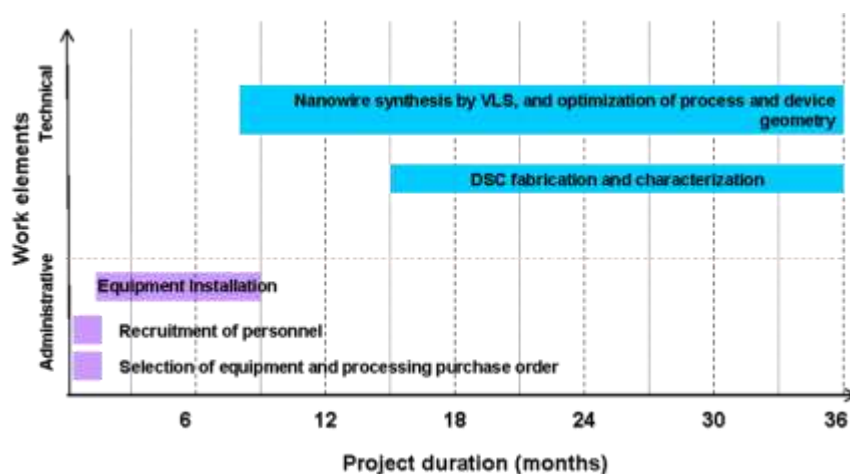 Work elements
Technical
Administrative
Nanowire synthesis by VLS, and optimization of process and device
geometry
DSC fabrication and characterization
Equipment Installation
Recruitment of personnel
Selection of equipment and processing purchase order
6 12 18 24 30 36
Project duration (months)